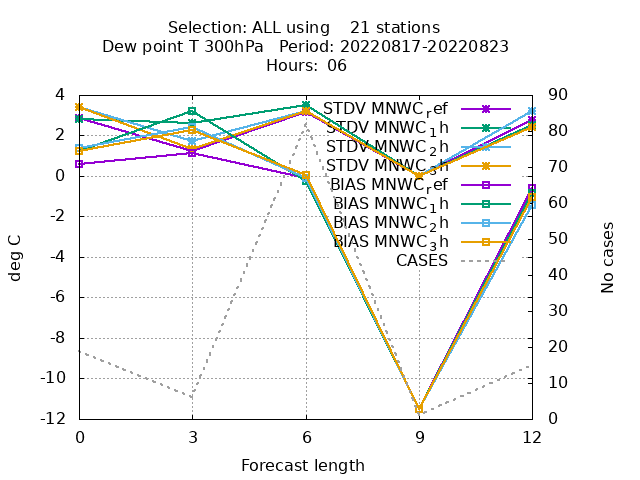 Selection: ALL using 21 stations
Dew point T 300hPa Period: 20220817-20220823
Hours: 06
deg C
4
2
0
-2
-4
-6
-8
-10
-12
STDV MNWC_ref
STDV MNWC_1h
STDV MNWC_2h
STDV MNWC_3h
BIAS MNWC_ref
BIAS MNWC_1h
BIAS MNWC_2h
BIAS MNWC_3h
CASES
90
80
70
60
50
40
30
20
10
0
No cases
0 3 6 9 12
Forecast length